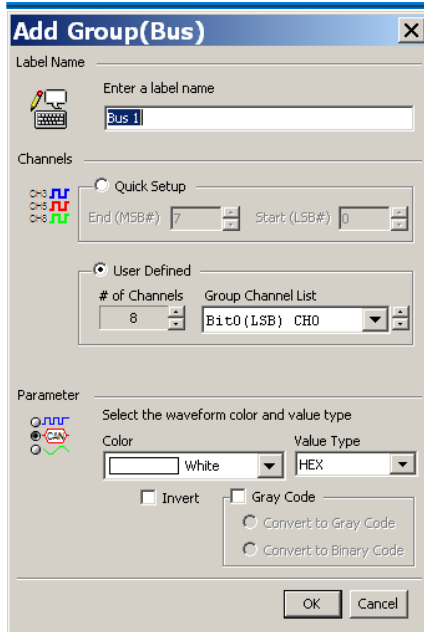 Add Group(Bus)
Label Name
Enter a label name
Bus 1
Channels
Quick Setup
CH3
CH5
CH8
End (MSB#) 7 Start (LSB#) 0
User Defined
# of Channels Group Channel List
8 Bit0(LSB) CH0
Parameter
Select the waveform color and value type
CAN
Color Value Type
White HEX
Invert Gray Code
Convert to Gray Code
Convert to Binary Code
OK Cancel